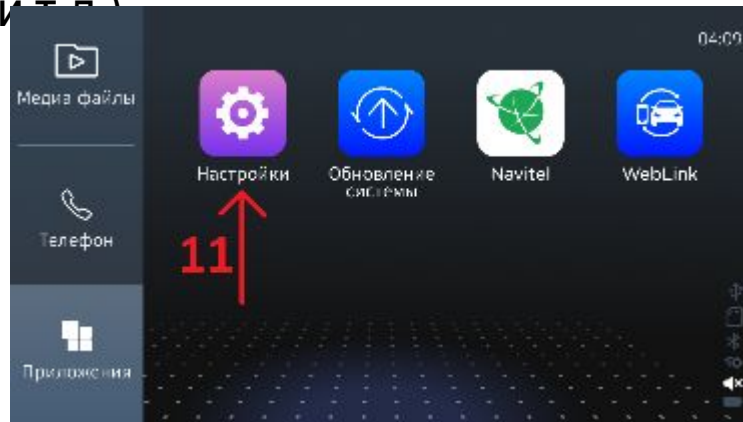 и т.д.)
04:09
Медиа файлы
Настройки
Обновление
системы
Navitel
WebLink
Телефон
11
Приложения